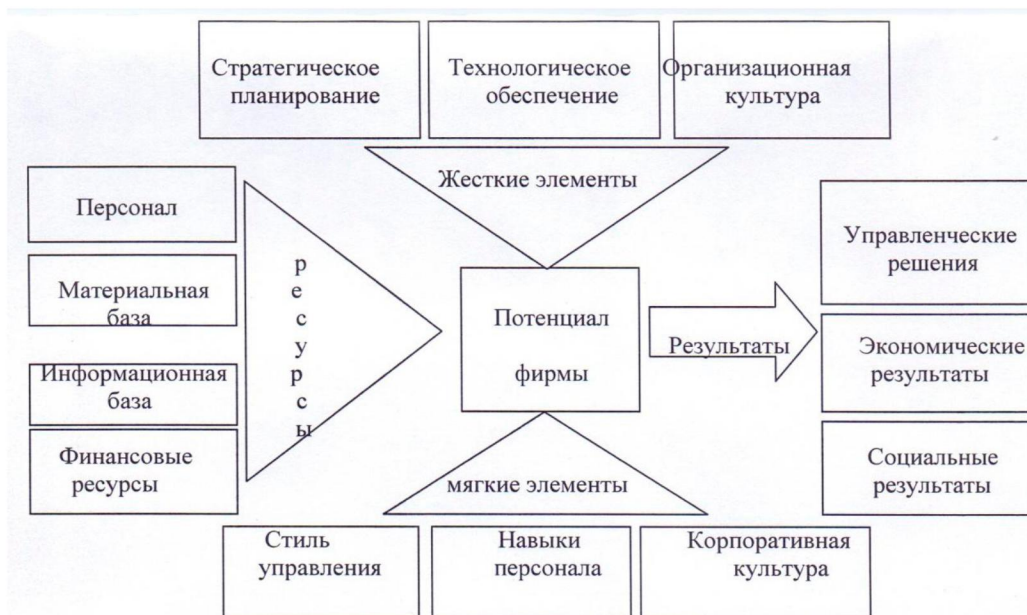 Стратегическое
планирование
Технологическое
обеспечение
Организационная
культура
Жесткие элементы
Персонал
Материальная
база
Информационная
база
Финансовые
ресурсы
ресурсы
Потенциал
фирмы
Результаты
Управленческие
решения
Экономические
результаты
Социальные
результаты
мягкие элементы
Стиль
управления
Навыки
персонала
Корпоративная
культура